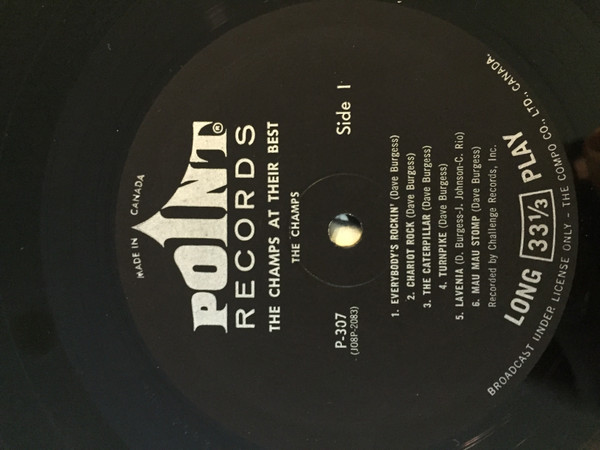 MADE IN CANADA
POINT®
RECORDS
THE CHAMPS AT THEIR BEST
THE CHAMPS
P-307
(J08P-2083)
Side 1
1. EVERYBODY'S ROCKIN' (Dave Burgess)
2. CHARIOT ROCK (Dave Burgess)
3. THE CATERPILLAR (Dave Burgess)
4. TURNPIKE (Dave Burgess)
5. LAVENIA (D. Burgess-J. Johnson-C. Rio)
6. MAU MAU STOMP (Dave Burgess)
Recorded by Challenge Records, Inc.
LONG 33 1/3 PLAY
BROADCAST UNDER LICENSE ONLY - THE COMPO CO., LTD., CANADA.